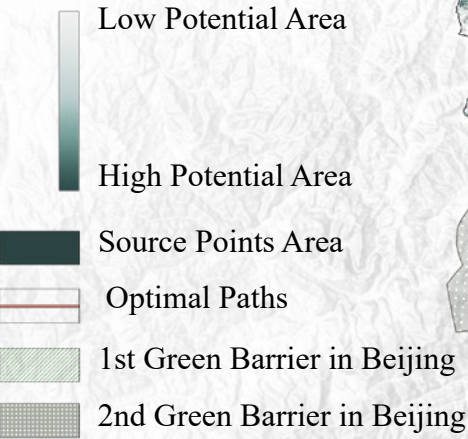 Low Potential Area
High Potential Area
Source Points Area
Optimal Paths
1st Green Barrier in Beijing
2nd Green Barrier in Beijing